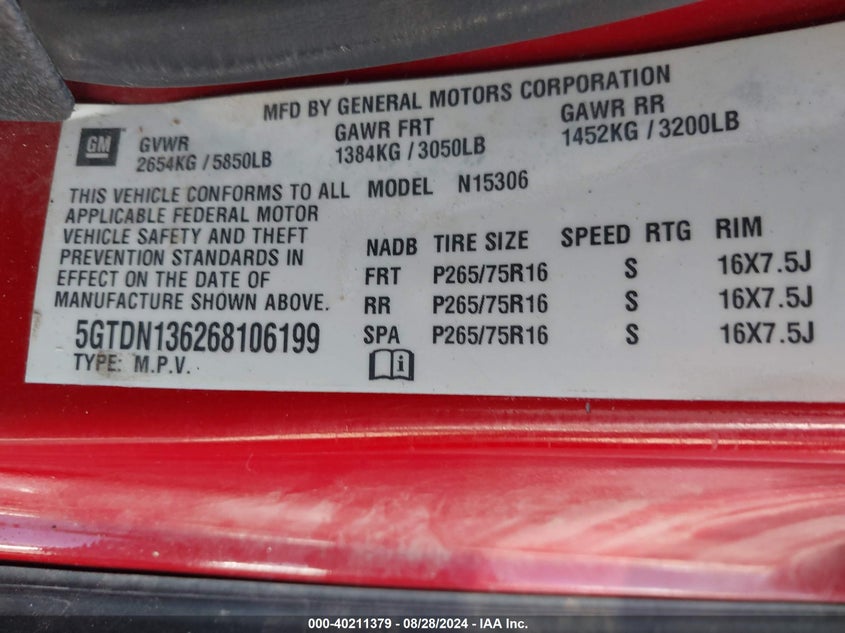 MFD BY GENERAL MOTORS CORPORATION
GM
GVWR
2654KG / 5850LB
GAWR FRT
1384KG / 3050LB
GAWR RR
1452KG / 3200LB
THIS VEHICLE CONFORMS TO ALL
APPLICABLE FEDERAL MOTOR
VEHICLE SAFETY AND THEFT
PREVENTION STANDARDS IN
EFFECT ON THE DATE OF
MANUFACTURE SHOWN ABOVE.
5GTDN136268106199
TYPE: M.P.V.
MODEL N15306
NADB TIRE SIZE SPEED RTG RIM
FRT P265/75R16 S 16X7.5J
RR P265/75R16 S 16X7.5J
SPA P265/75R16 S 16X7.5J
000-40211379 - 08/28/2024 - IAA Inc.